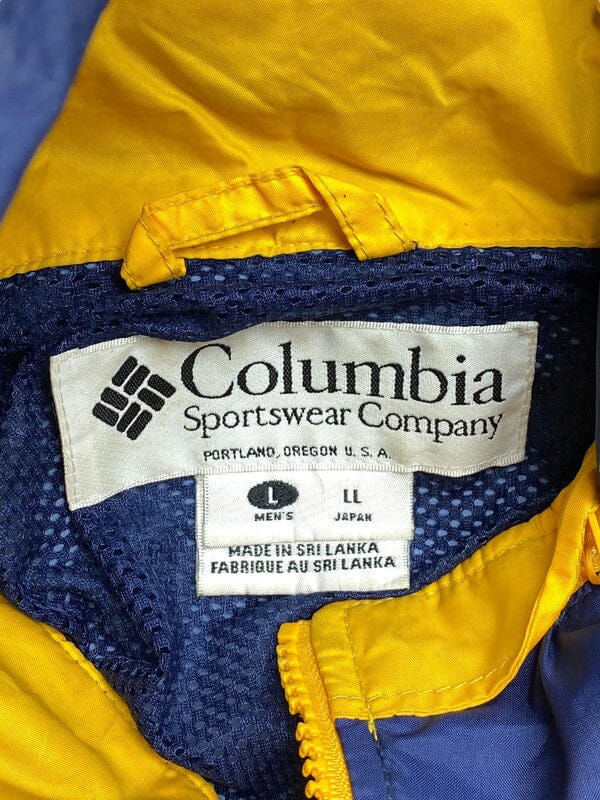 Columbia
Sportswear Company
PORTLAND, OREGON U.S.A.
L LL
MEN'S JAPAN
MADE IN SRI LANKA
FABRIQUE AU SRI LANKA